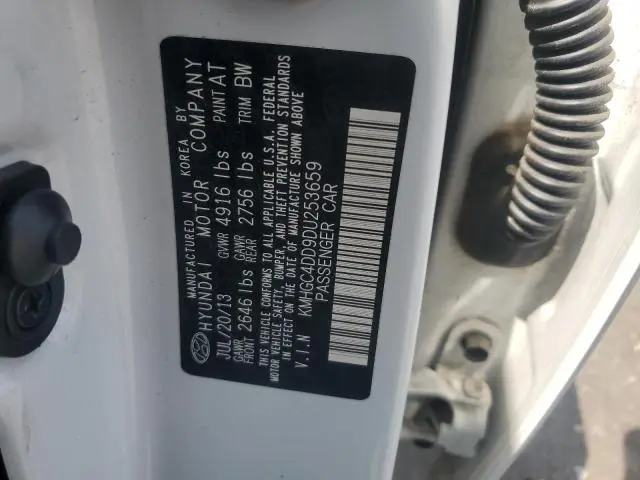 MANUFACTURED IN KOREA BY
HYUNDAI MOTOR COMPANY
JUL/20/13 GVWR 4916 lbs PAINT AT
GAWR FRONT 2646 lbs GAWR REAR 2756 lbs TRIM BW
THIS VEHICLE CONFORMS TO ALL APPLICABLE U.S.A. FEDERAL
MOTOR VEHICLE SAFETY, BUMPER, AND THEFT PREVENTION STANDARDS
IN EFFECT ON THE DATE OF MANUFACTURE SHOWN ABOVE
V.I.N KMHGC4DD9DU253659
PASSENGER CAR